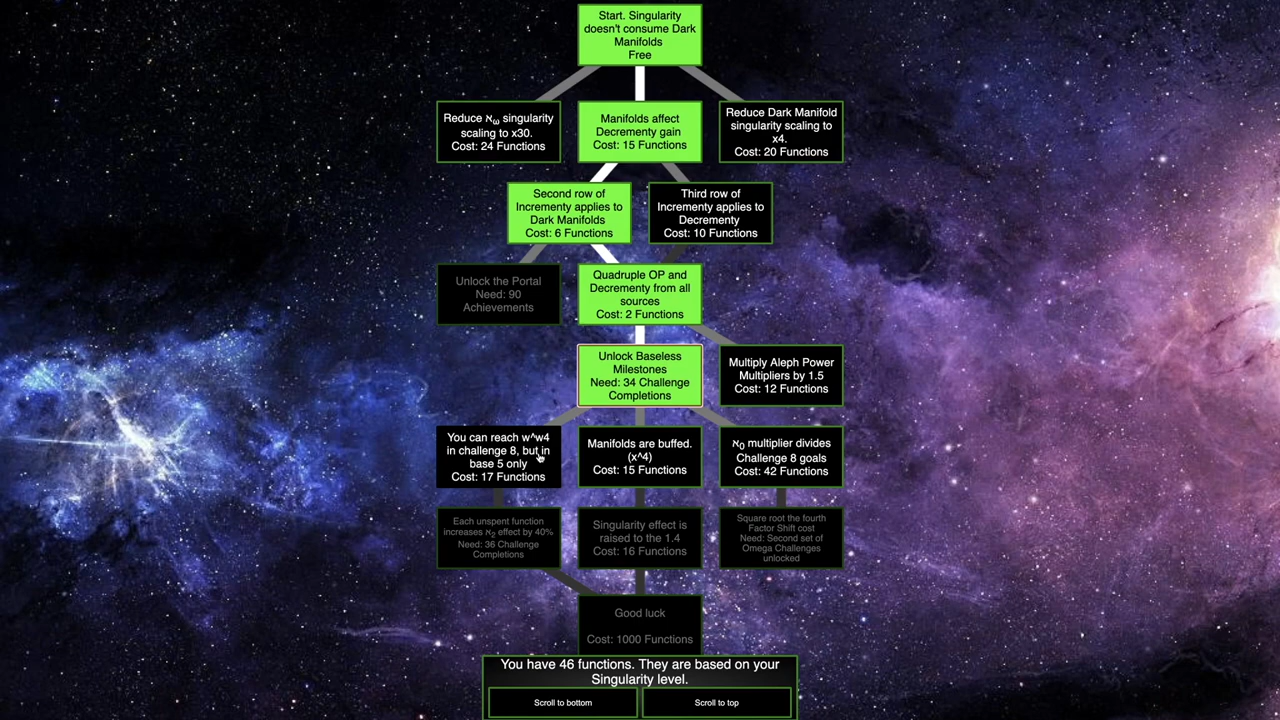 Start. Singularity
doesn't consume Dark
Manifolds
Free
Reduce ℵω singularity
scaling to x30.
Cost: 24 Functions
Manifolds affect
Decrementy gain
Cost: 15 Functions
Reduce Dark Manifold
singularity scaling to
x4.
Cost: 20 Functions
Second row of
Incrementy applies to
Dark Manifolds
Cost: 6 Functions
Third row of
Incrementy applies to
Decrementy
Cost: 10 Functions
Unlock the Portal
Need: 90
Achievements
Quadruple OP and
Decrementy from all
sources
Cost: 2 Functions
Unlock Baseless
Milestones
Need: 34 Challenge
Completions
Multiply Aleph Power
Multipliers by 1.5
Cost: 12 Functions
You can reach w^w4
in challenge 8, but in
base 5 only
Cost: 17 Functions
Manifolds are buffed.
(x^4)
Cost: 15 Functions
ℵ0 multiplier divides
Challenge 8 goals
Cost: 42 Functions
Each unspent function
increases ℵ2 effect by 40%
Need: 36 Challenge
Completions
Singularity effect is
raised to the 1.4
Cost: 16 Functions
Square root the fourth
Factor Shift cost
Need: Second set of
Omega Challenges
unlocked
Good luck
Cost: 1000 Functions
You have 46 functions. They are based on your
Singularity level.
Scroll to bottom
Scroll to top